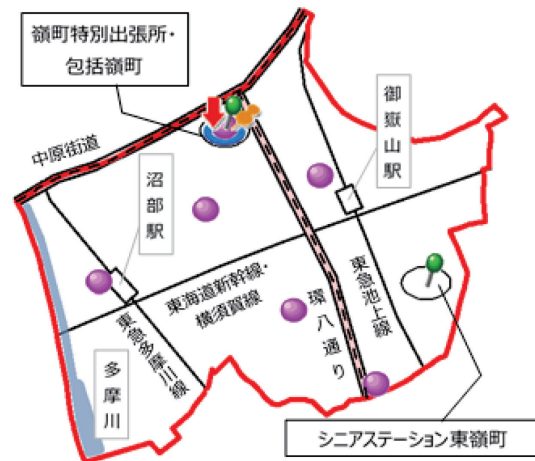 嶺町特別出張所・
包括嶺町
中原街道
御嶽山駅
沼部駅
東海道新幹線・
横須賀線
東急多摩川線
環八通り
東急池上線
多摩川
シニアステーション東嶺町